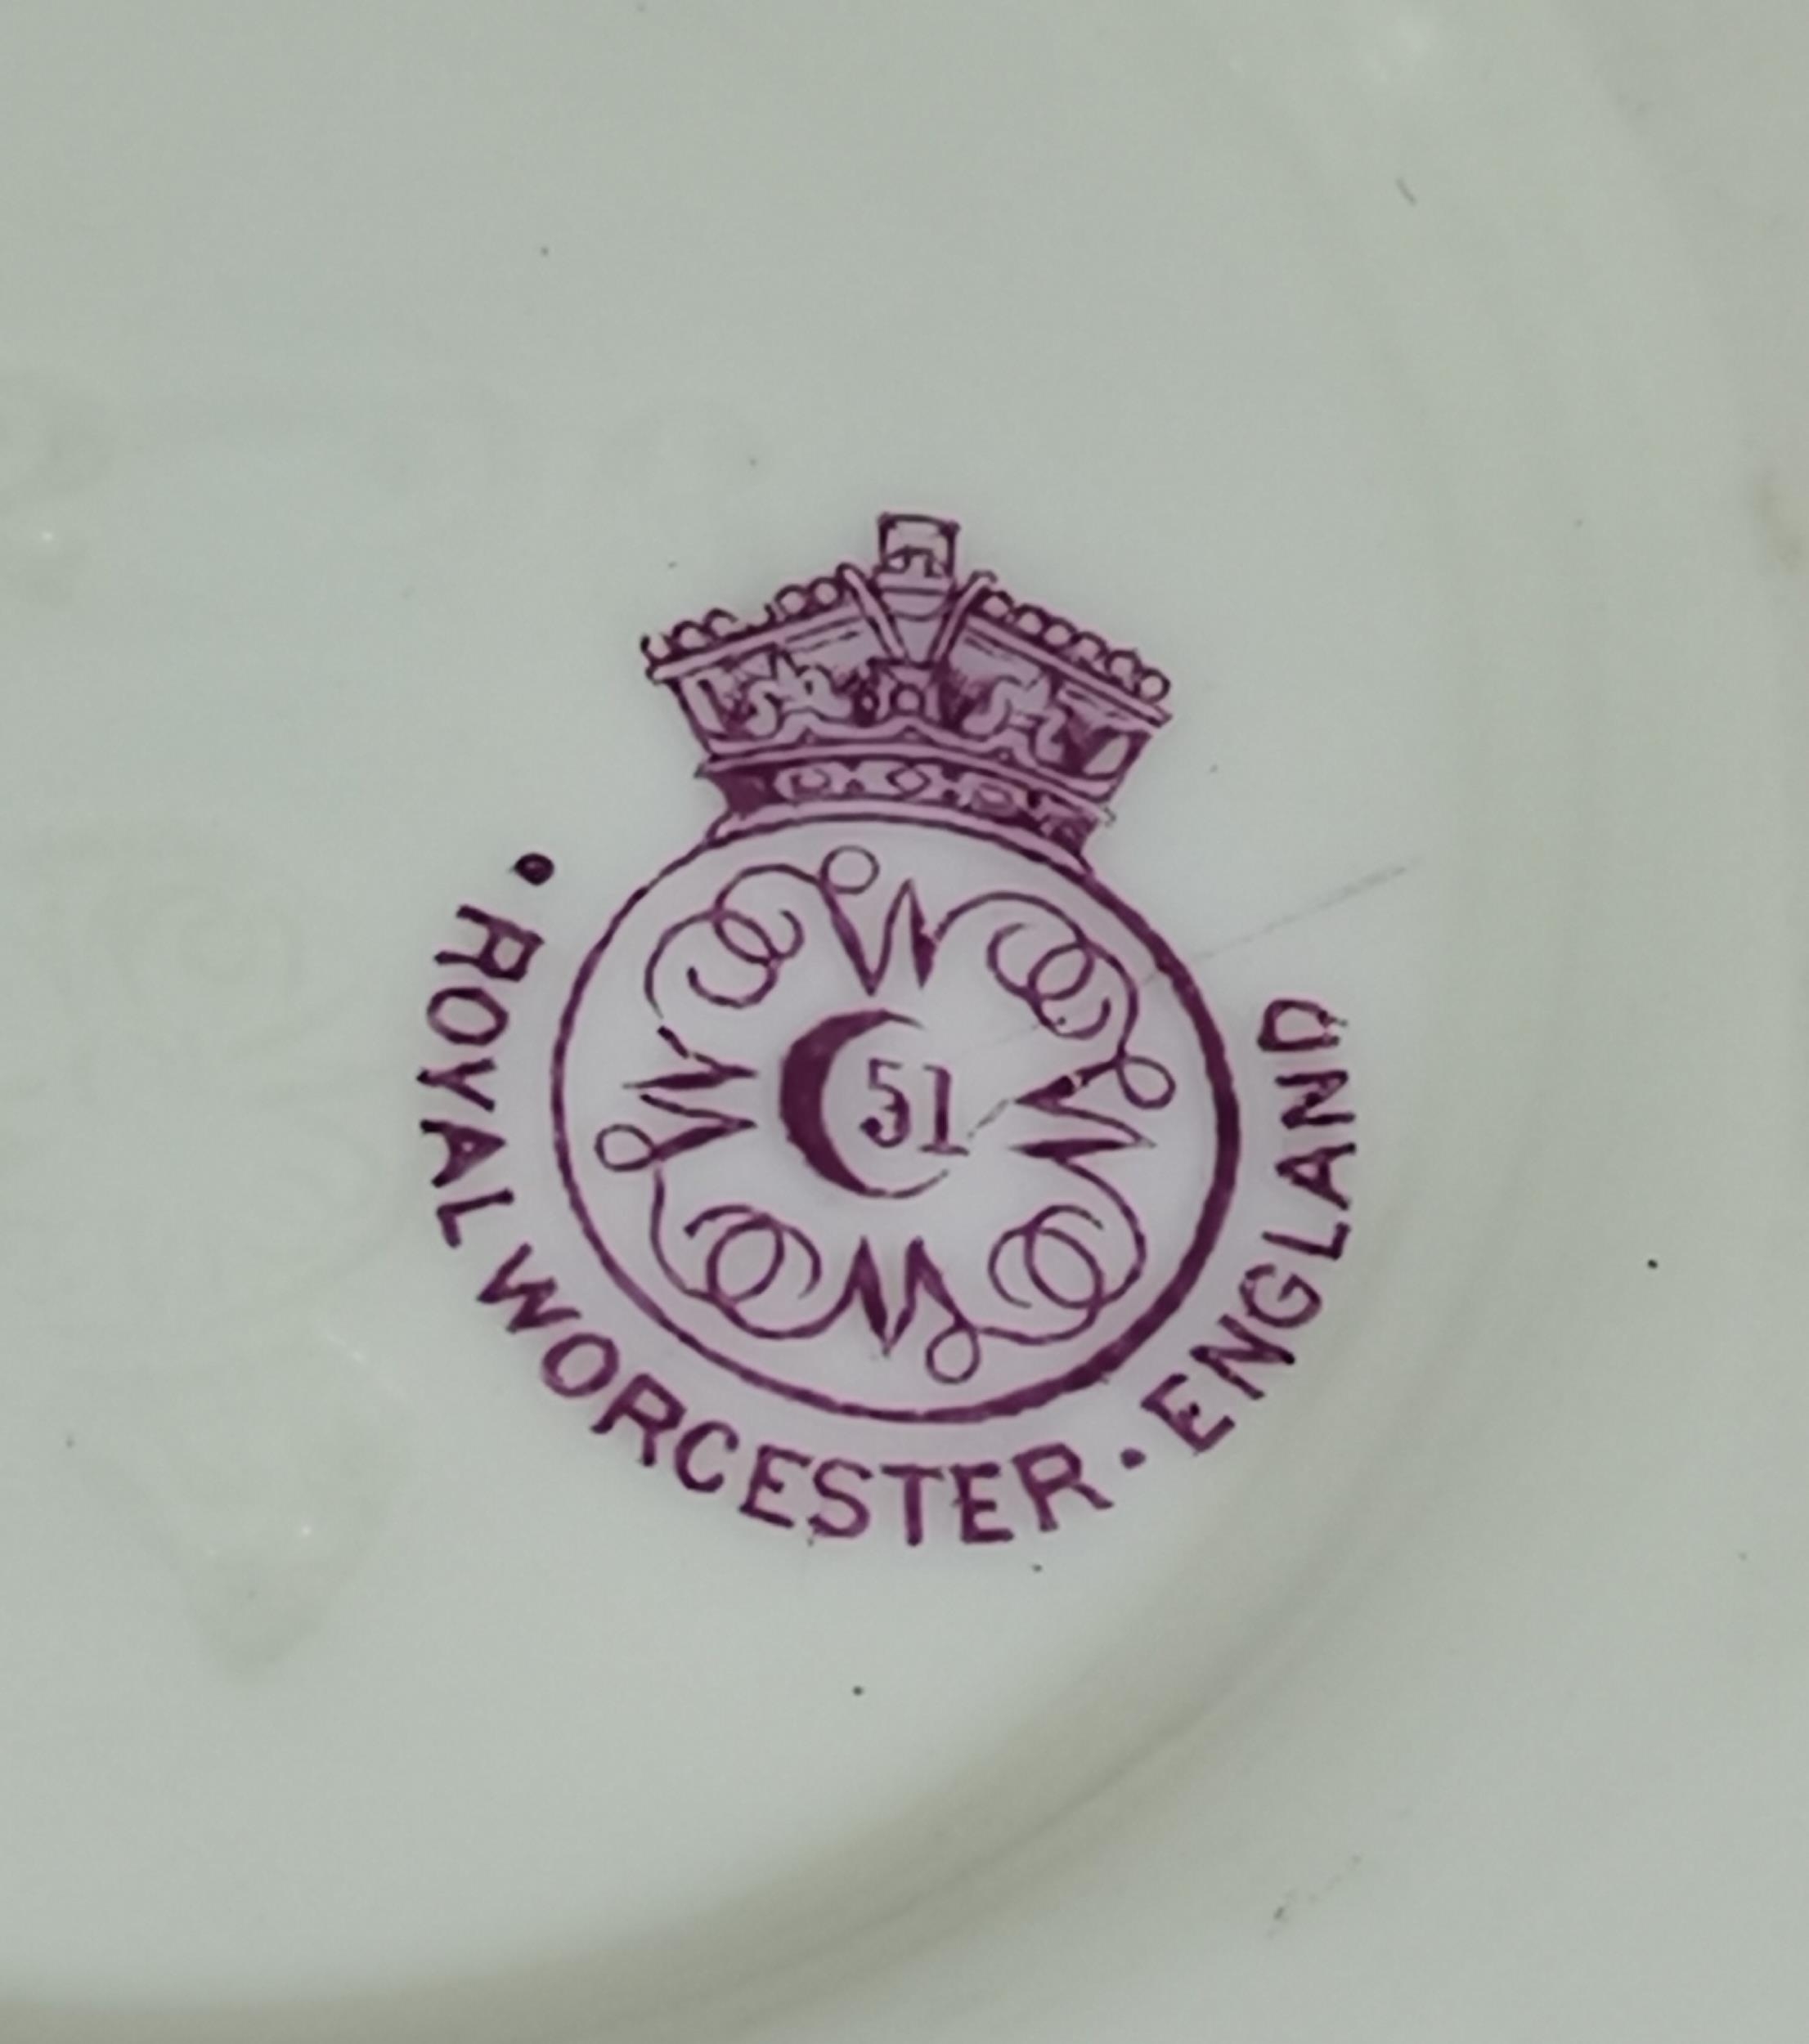 51
• ROYAL WORCESTER • ENGLAND